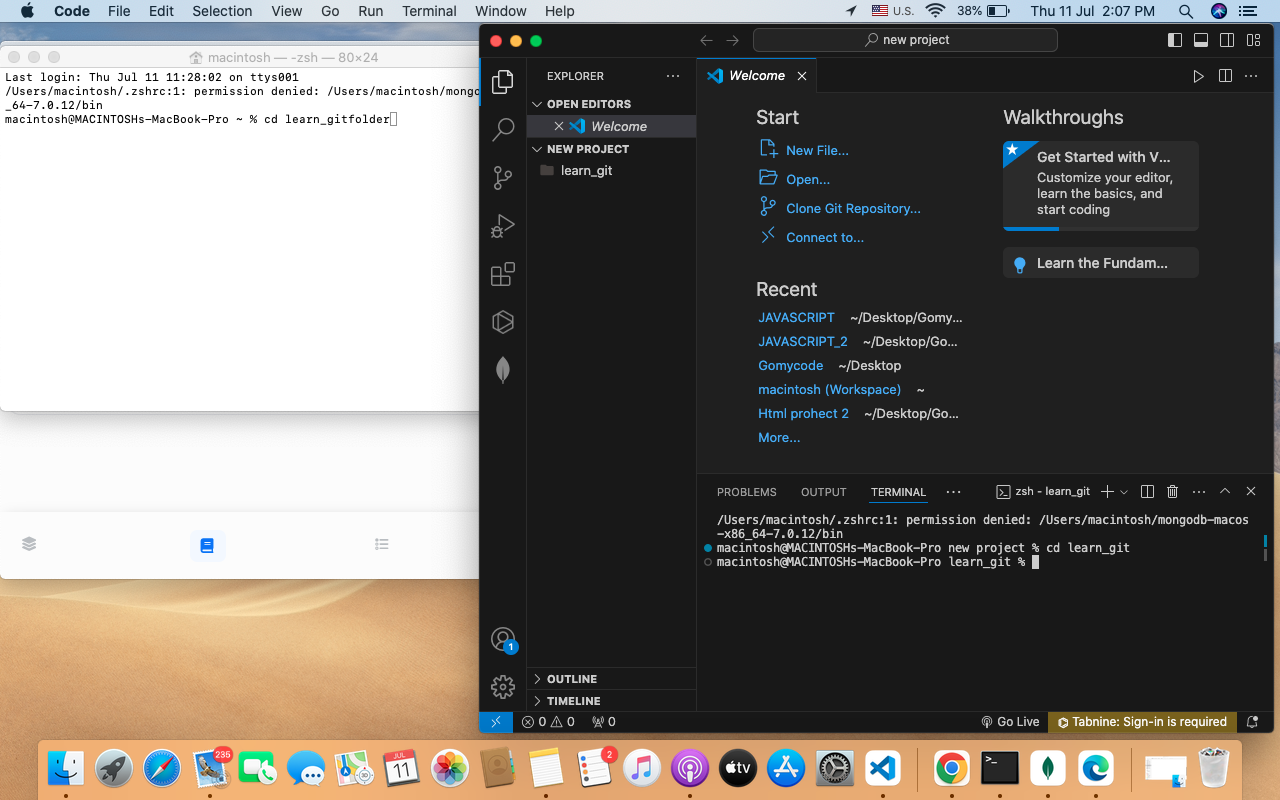 Code File Edit Selection View Go Run Terminal Window Help U.S. 38% Thu 11 Jul 2:07 PM
macintosh — -zsh — 80×24
Last login: Thu Jul 11 11:28:02 on ttys001
/Users/macintosh/.zshrc:1: permission denied: /Users/macintosh/mongo
_64-7.0.12/bin
macintosh@MACINTOSHs-MacBook-Pro ~ % cd learn_gitfolder
new project
EXPLORER
OPEN EDITORS
Welcome
NEW PROJECT
learn_git
OUTLINE
TIMELINE
Welcome
Start
New File...
Open...
Clone Git Repository...
Connect to...
Recent
JAVASCRIPT ~/Desktop/Gomy...
JAVASCRIPT_2 ~/Desktop/Go...
Gomycode ~/Desktop
macintosh (Workspace) ~
Html prohect 2 ~/Desktop/Go...
More...
Walkthroughs
Get Started with V...
Customize your editor,
learn the basics, and
start coding
Learn the Fundam...
PROBLEMS OUTPUT TERMINAL zsh - learn_git
/Users/macintosh/.zshrc:1: permission denied: /Users/macintosh/mongodb-macos
-x86_64-7.0.12/bin
macintosh@MACINTOSHs-MacBook-Pro new project % cd learn_git
macintosh@MACINTOSHs-MacBook-Pro learn_git %
1
0 0 0 Go Live Tabnine: Sign-in is required
235
JUL
11
3D
2
tv
>_